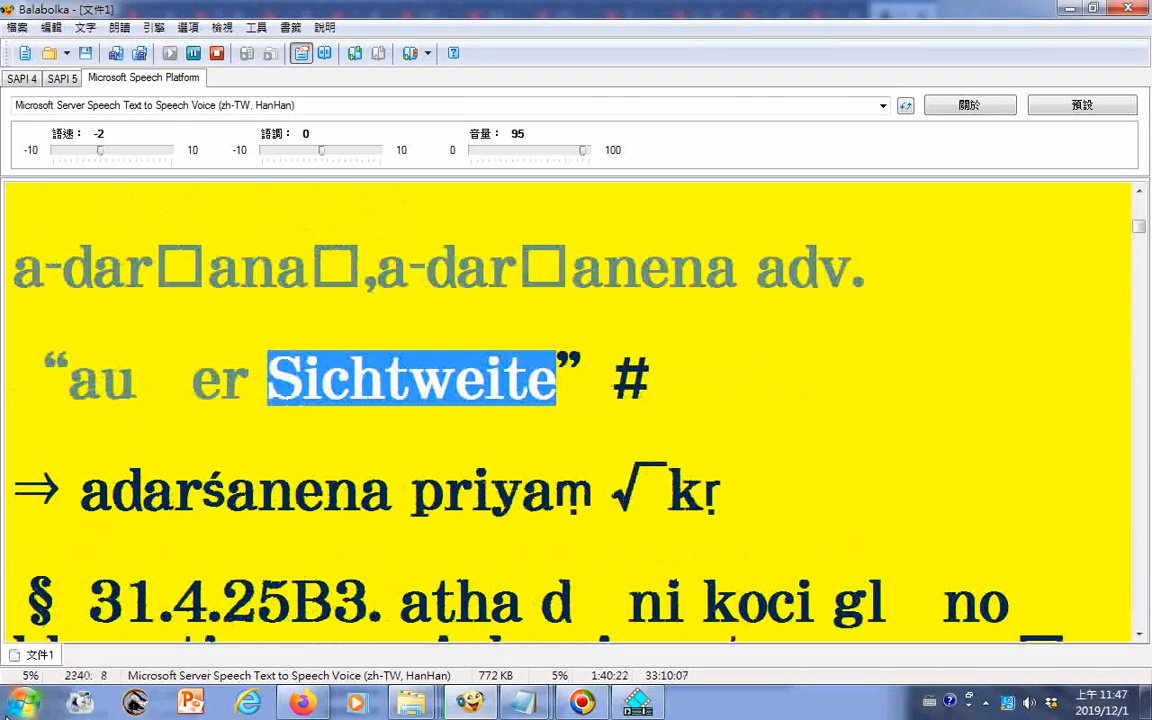 Balabolka - [文件1]
檔案 編輯 文字 朗讀 引擎 選項 檢視 工具 書籤 說明
SAPI 4 SAPI 5 Microsoft Speech Platform
Microsoft Server Speech Text to Speech Voice (zh-TW, HanHan) 關於 預設
語速： -2 語調： 0 音量： 95
-10 10 -10 10 0 100
a-dar□ana□,a-dar□anena adv.
“au er Sichtweite” #
⇒ adarśanena priyaṃ √kṛ
§ 31.4.25B3. atha d ni koci gl no
文件1
5% 2340: 8 Microsoft Server Speech Text to Speech Voice (zh-TW, HanHan) 772 KB 5% 1:40:22 33:10:07
上午 11:47
2019/12/1